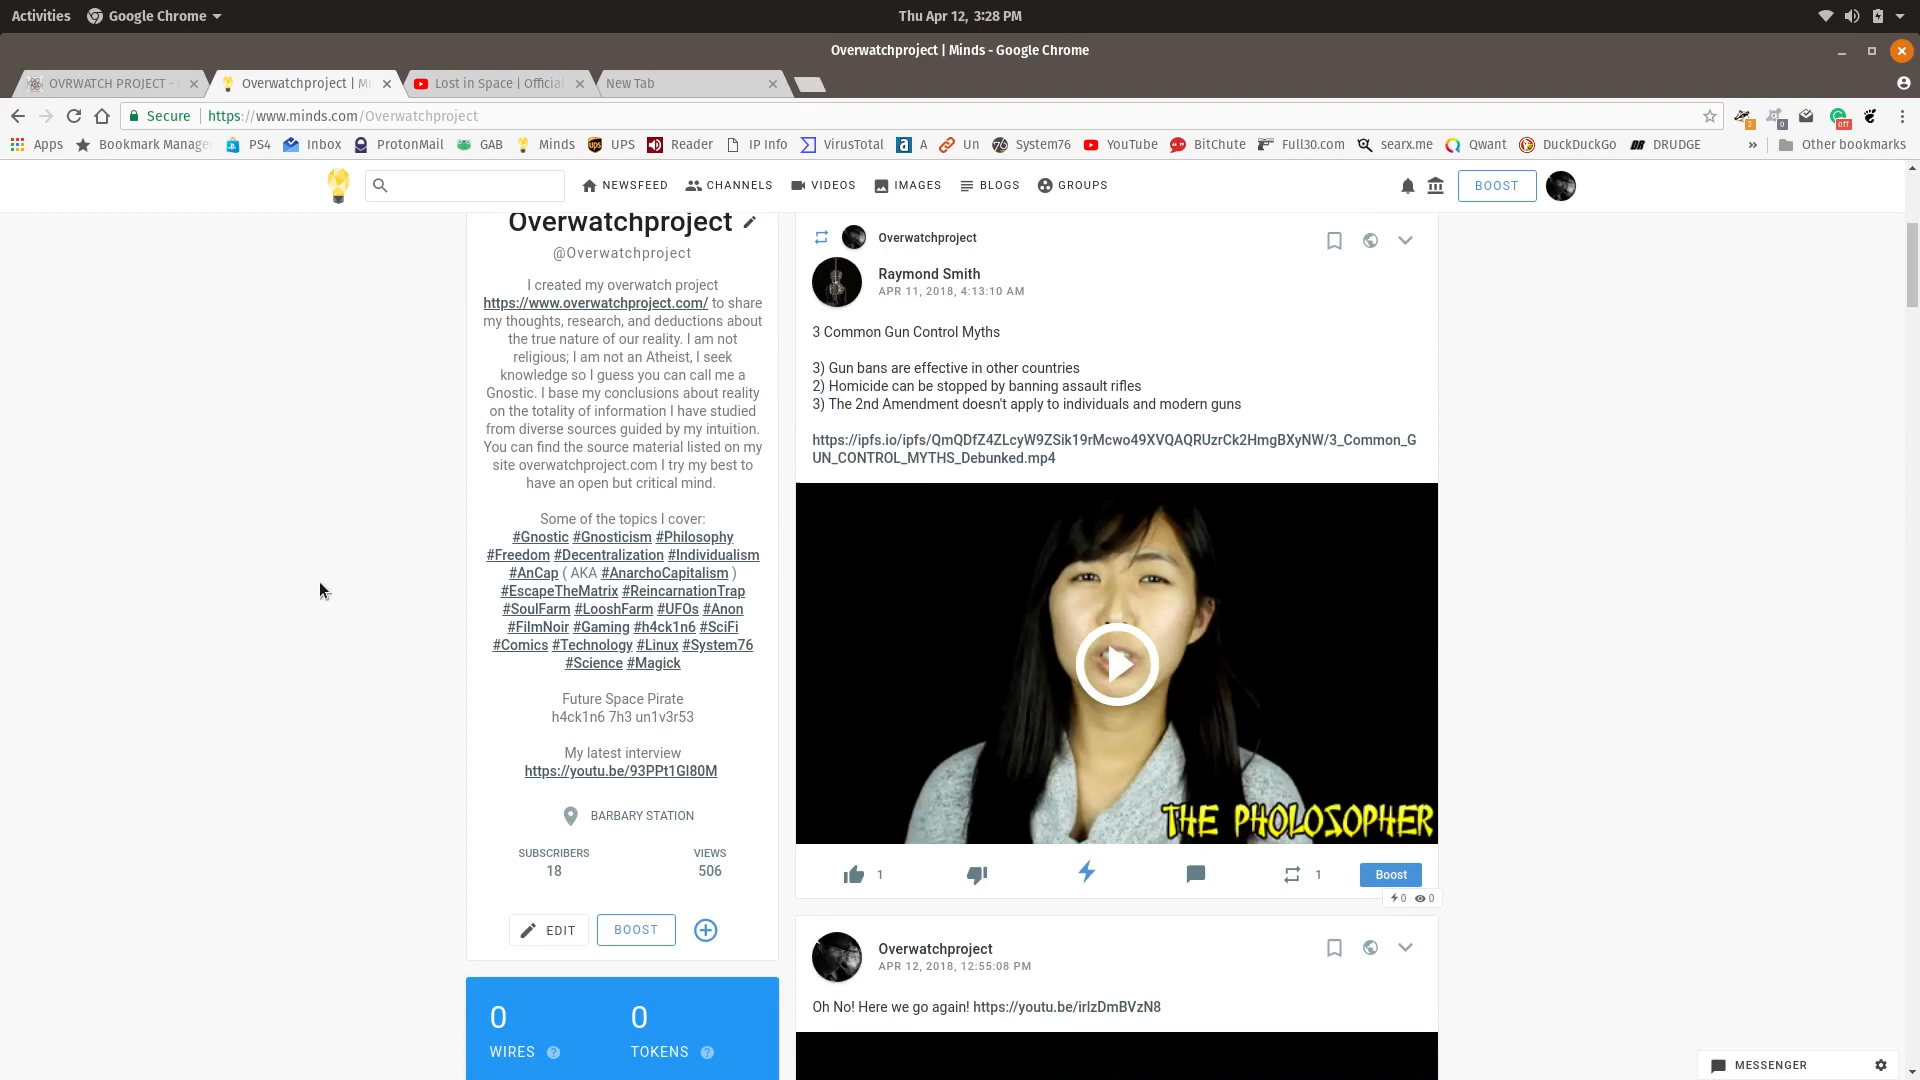 Activities
Google Chrome
Thu Apr 12, 3:28 PM
Overwatchproject | Minds - Google Chrome
OVRWATCH PROJECT -
Overwatchproject | Mi
Lost in Space | Official
New Tab
Secure
https://www.minds.com/Overwatchproject
2
0
off
Apps
Bookmark Manage
PS4
Inbox
ProtonMail
GAB
Minds
UPS
Reader
IP Info
VirusTotal
A
Un
System76
YouTube
BitChute
Full30.com
searx.me
Qwant
DuckDuckGo
DRUDGE
»
Other bookmarks
NEWSFEED
CHANNELS
VIDEOS
IMAGES
BLOGS
GROUPS
BOOST
Overwatchproject
@Overwatchproject
I created my overwatch project
https://www.overwatchproject.com/ to share
my thoughts, research, and deductions about
the true nature of our reality. I am not
religious; I am not an Atheist, I seek
knowledge so I guess you can call me a
Gnostic. I base my conclusions about reality
on the totality of information I have studied
from diverse sources guided by my intuition.
You can find the source material listed on my
site overwatchproject.com I try my best to
have an open but critical mind.
Some of the topics I cover:
#Gnostic #Gnosticism #Philosophy
#Freedom #Decentralization #Individualism
#AnCap ( AKA #AnarchoCapitalism )
#EscapeTheMatrix #ReincarnationTrap
#SoulFarm #LooshFarm #UFOs #Anon
#FilmNoir #Gaming #h4ck1n6 #SciFi
#Comics #Technology #Linux #System76
#Science #Magick
Future Space Pirate
h4ck1n6 7h3 un1v3r53
My latest interview
https://youtu.be/93PPt1GI80M
BARBARY STATION
SUBSCRIBERS
18
VIEWS
506
EDIT
BOOST
0
WIRES
0
TOKENS
Overwatchproject
Raymond Smith
APR 11, 2018, 4:13:10 AM
3 Common Gun Control Myths
3) Gun bans are effective in other countries
2) Homicide can be stopped by banning assault rifles
3) The 2nd Amendment doesn't apply to individuals and modern guns
https://ipfs.io/ipfs/QmQDfZ4ZLcyW9ZSik19rMcwo49XVQAQRUzrCk2HmgBXyNW/3_Common_G
UN_CONTROL_MYTHS_Debunked.mp4
THE PHOLOSOPHER
1
1
Boost
0
0
Overwatchproject
APR 12, 2018, 12:55:08 PM
Oh No! Here we go again! https://youtu.be/irlzDmBVzN8
MESSENGER